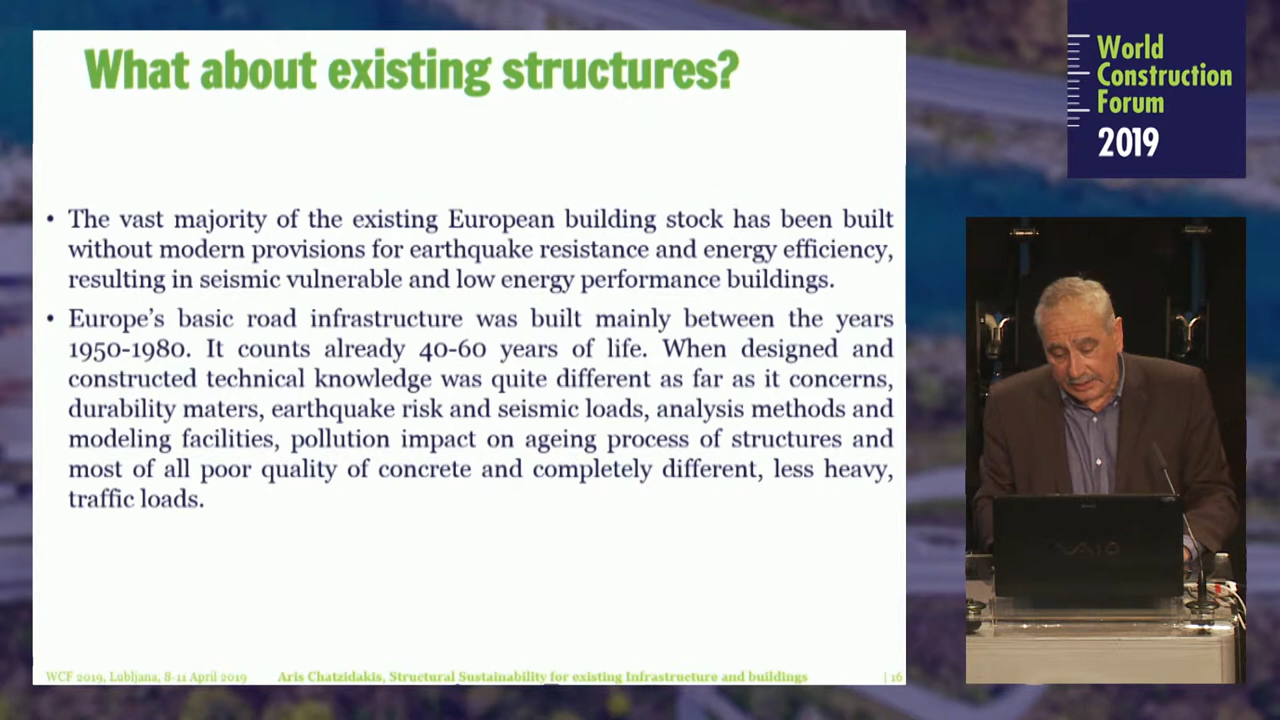 What about existing structures?
• The vast majority of the existing European building stock has been built
without modern provisions for earthquake resistance and energy efficiency,
resulting in seismic vulnerable and low energy performance buildings.
• Europe's basic road infrastructure was built mainly between the years
1950-1980. It counts already 40-60 years of life. When designed and
constructed technical knowledge was quite different as far as it concerns,
durability maters, earthquake risk and seismic loads, analysis methods and
modeling facilities, pollution impact on ageing process of structures and
most of all poor quality of concrete and completely different, less heavy,
traffic loads.
WCF 2019, Lubljana, 8-11 April 2019 Aris Chatzidakis, Structural Sustainability for existing Infrastructure and buildings | 16
World
Construction
Forum
2019
VAIO